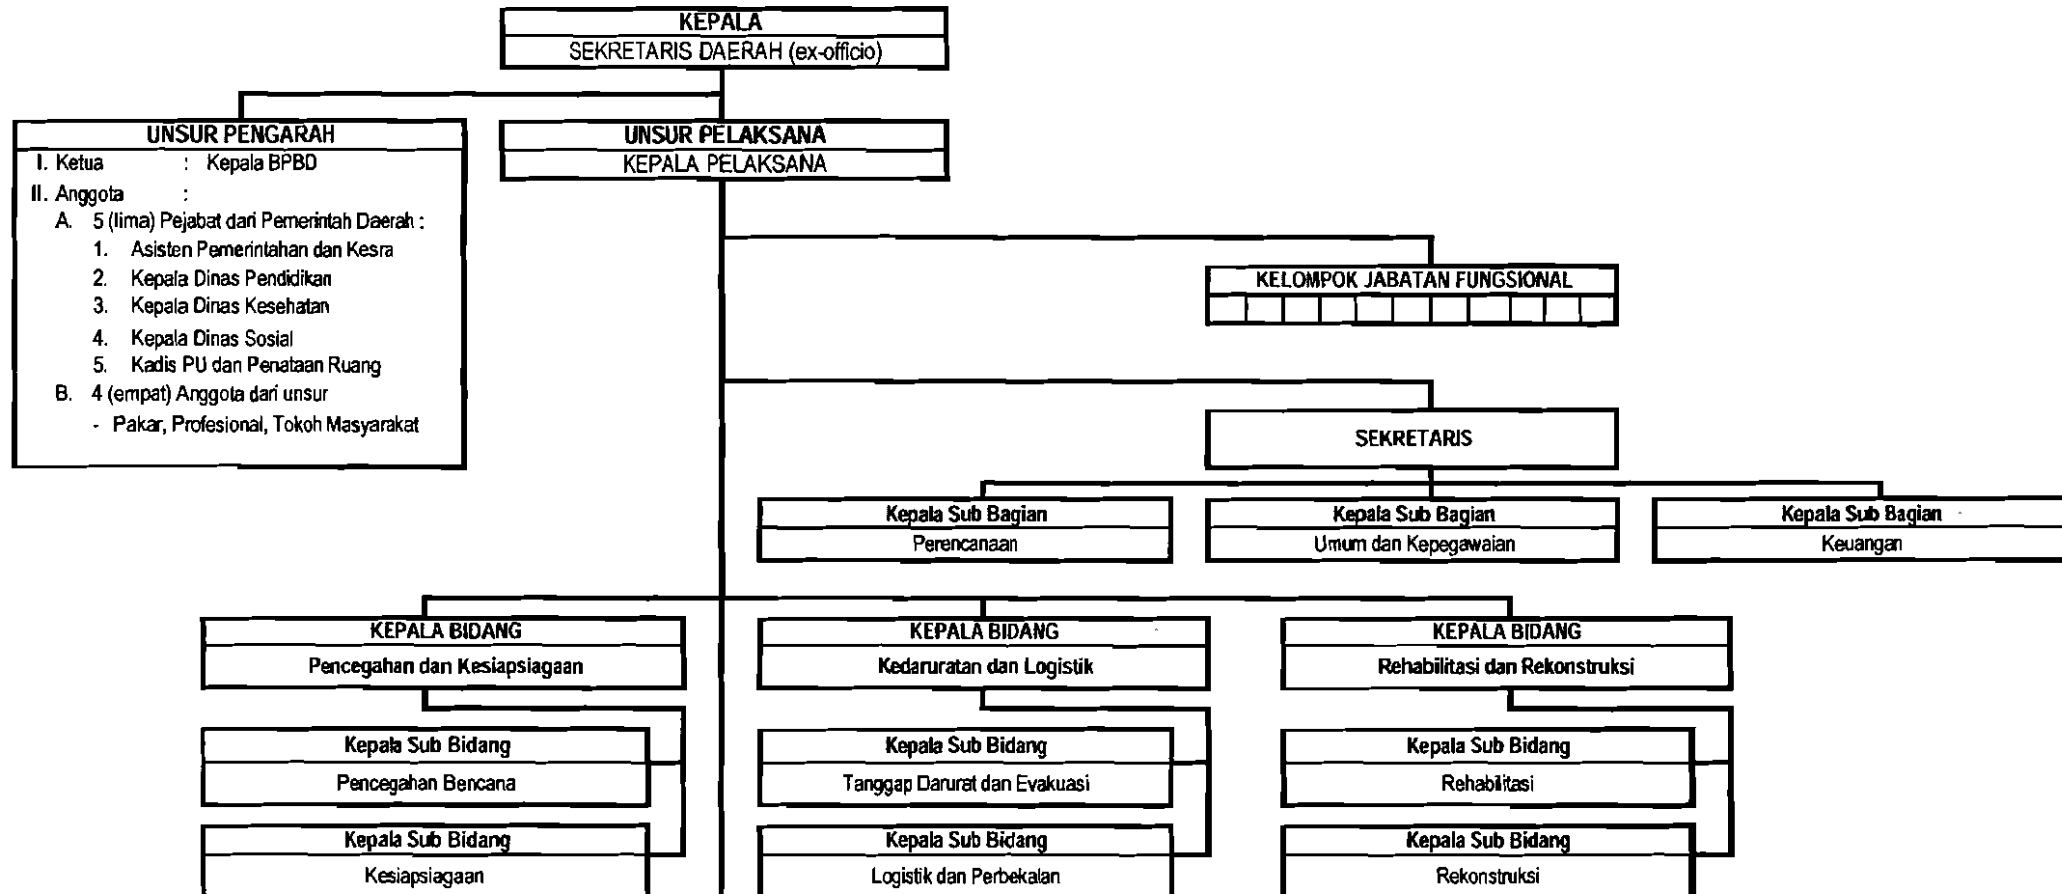 KEPALA
SEKRETARIS DAERAH (ex-officio)
UNSUR PENGARAH
I. Ketua : Kepala BPBD
II. Anggota :
A. 5 (lima) Pejabat dari Pemerintah Daerah :
1. Asisten Pemerintahan dan Kesra
2. Kepala Dinas Pendidikan
3. Kepala Dinas Kesehatan
4. Kepala Dinas Sosial
5. Kadis PU dan Penataan Ruang
B. 4 (empat) Anggota dari unsur
- Pakar, Profesional, Tokoh Masyarakat
UNSUR PELAKSANA
KEPALA PELAKSANA
KELOMPOK JABATAN FUNGSIONAL
SEKRETARIS
Kepala Sub Bagian
Perencanaan
Kepala Sub Bagian
Umum dan Kepegawaian
Kepala Sub Bagian
Keuangan
KEPALA BIDANG
Pencegahan dan Kesiapsiagaan
KEPALA BIDANG
Kedaruratan dan Logistik
KEPALA BIDANG
Rehabilitasi dan Rekonstruksi
Kepala Sub Bidang
Pencegahan Bencana
Kepala Sub Bidang
Tanggap Darurat dan Evakuasi
Kepala Sub Bidang
Rehabilitasi
Kepala Sub Bidang
Kesiapsiagaan
Kepala Sub Bidang
Logistik dan Perbekalan
Kepala Sub Bidang
Rekonstruksi